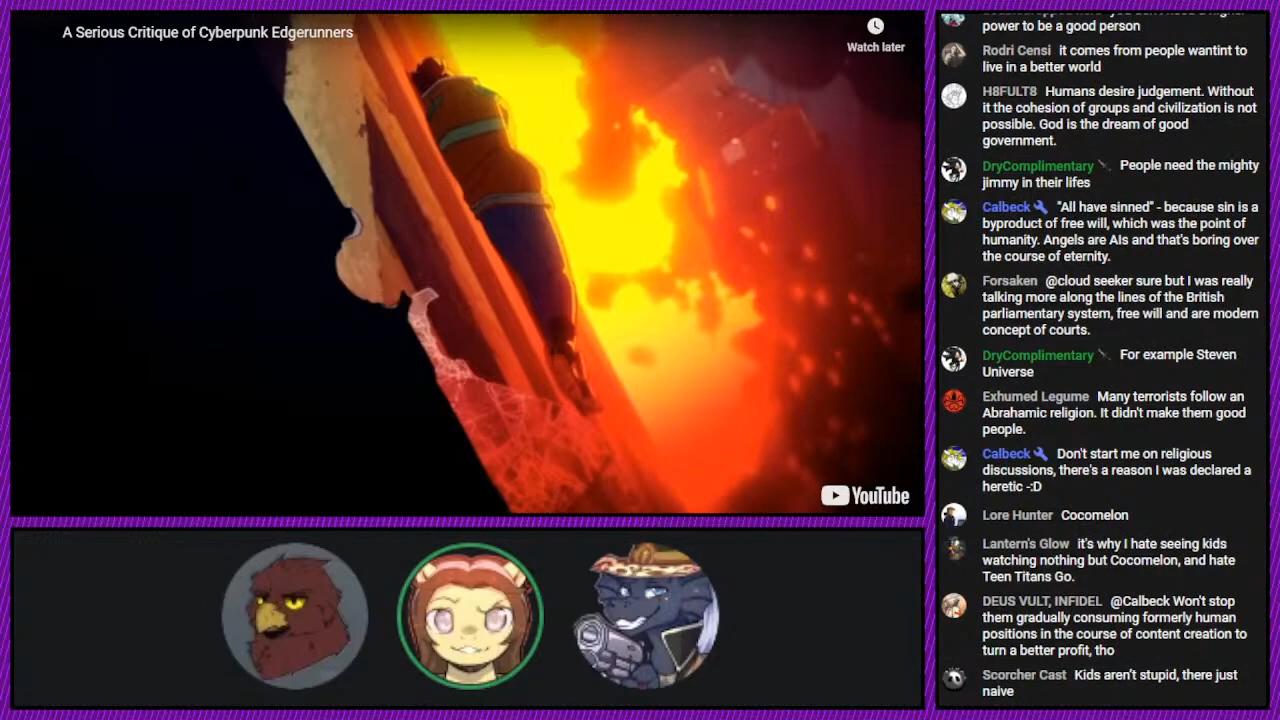 A Serious Critique of Cyberpunk Edgerunners
Watch later
YouTube
power to be a good person
Rodri Censi it comes from people wantint to
live in a better world
H8FULT8 Humans desire judgement. Without
it the cohesion of groups and civilization is not
possible. God is the dream of good
government.
DryComplimentary People need the mighty
jimmy in their lifes
Calbeck "All have sinned" - because sin is a
byproduct of free will, which was the point of
humanity. Angels are AIs and that's boring over
the course of eternity.
Forsaken @cloud seeker sure but I was really
talking more along the lines of the British
parliamentary system, free will and are modern
concept of courts.
DryComplimentary For example Steven
Universe
Exhumed Legume Many terrorists follow an
Abrahamic religion. It didn't make them good
people.
Calbeck Don't start me on religious
discussions, there's a reason I was declared a
heretic -:D
Lore Hunter Cocomelon
Lantern's Glow it's why I hate seeing kids
watching nothing but Cocomelon, and hate
Teen Titans Go.
DEUS VULT, INFIDEL @Calbeck Won't stop
them gradually consuming formerly human
positions in the course of content creation to
turn a better profit, tho
Scorcher Cast Kids aren't stupid, there just
naive